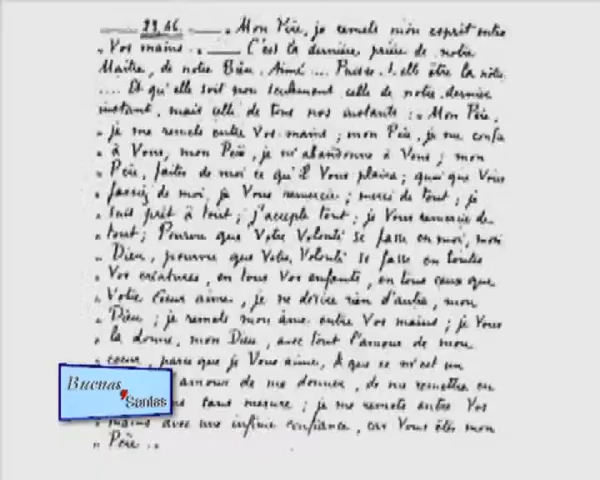 23.46. « Mon Père, je remets mon esprit entre
« Vos mains. » C'est la dernière prière de notre
Maître, de notre Bien-Aimé .... Puisse-t-elle être la nôtre
.... Et qu'elle soit non seulement celle de notre dernier
instant, mais celle de tous nos instants : « Mon Père,
« je me remets entre Vos mains ; mon Père, je me confie
« à Vous, mon Père, je m'abandonne à Vous ; mon
« Père, faites de moi ce qu'il Vous plaira ; quoi que Vous
« fassiez de moi, je Vous remercie ; merci de tout ; je
« suis prêt à tout ; j'accepte tout ; je Vous remercie de
« tout ; Pourvu que Votre Volonté se fasse en moi, mon
« Dieu, pourvu que Votre Volonté se fasse en toutes
« Vos créatures, en tous Vos enfants, en tous ceux que
« Votre Cœur aime, je ne désire rien d'autre, mon
« Dieu ; je remets mon âme entre Vos mains ; je Vous
« la donne, mon Dieu, avec tout l'amour de mon
« cœur, parce que je Vous aime, & que ce m'est un
amour de me donner, de me remettre en
sans mesure ; je me remets entre Vos
« mains avec une infinie confiance, car Vous êtes mon
« Père. »
Buenas
Santas